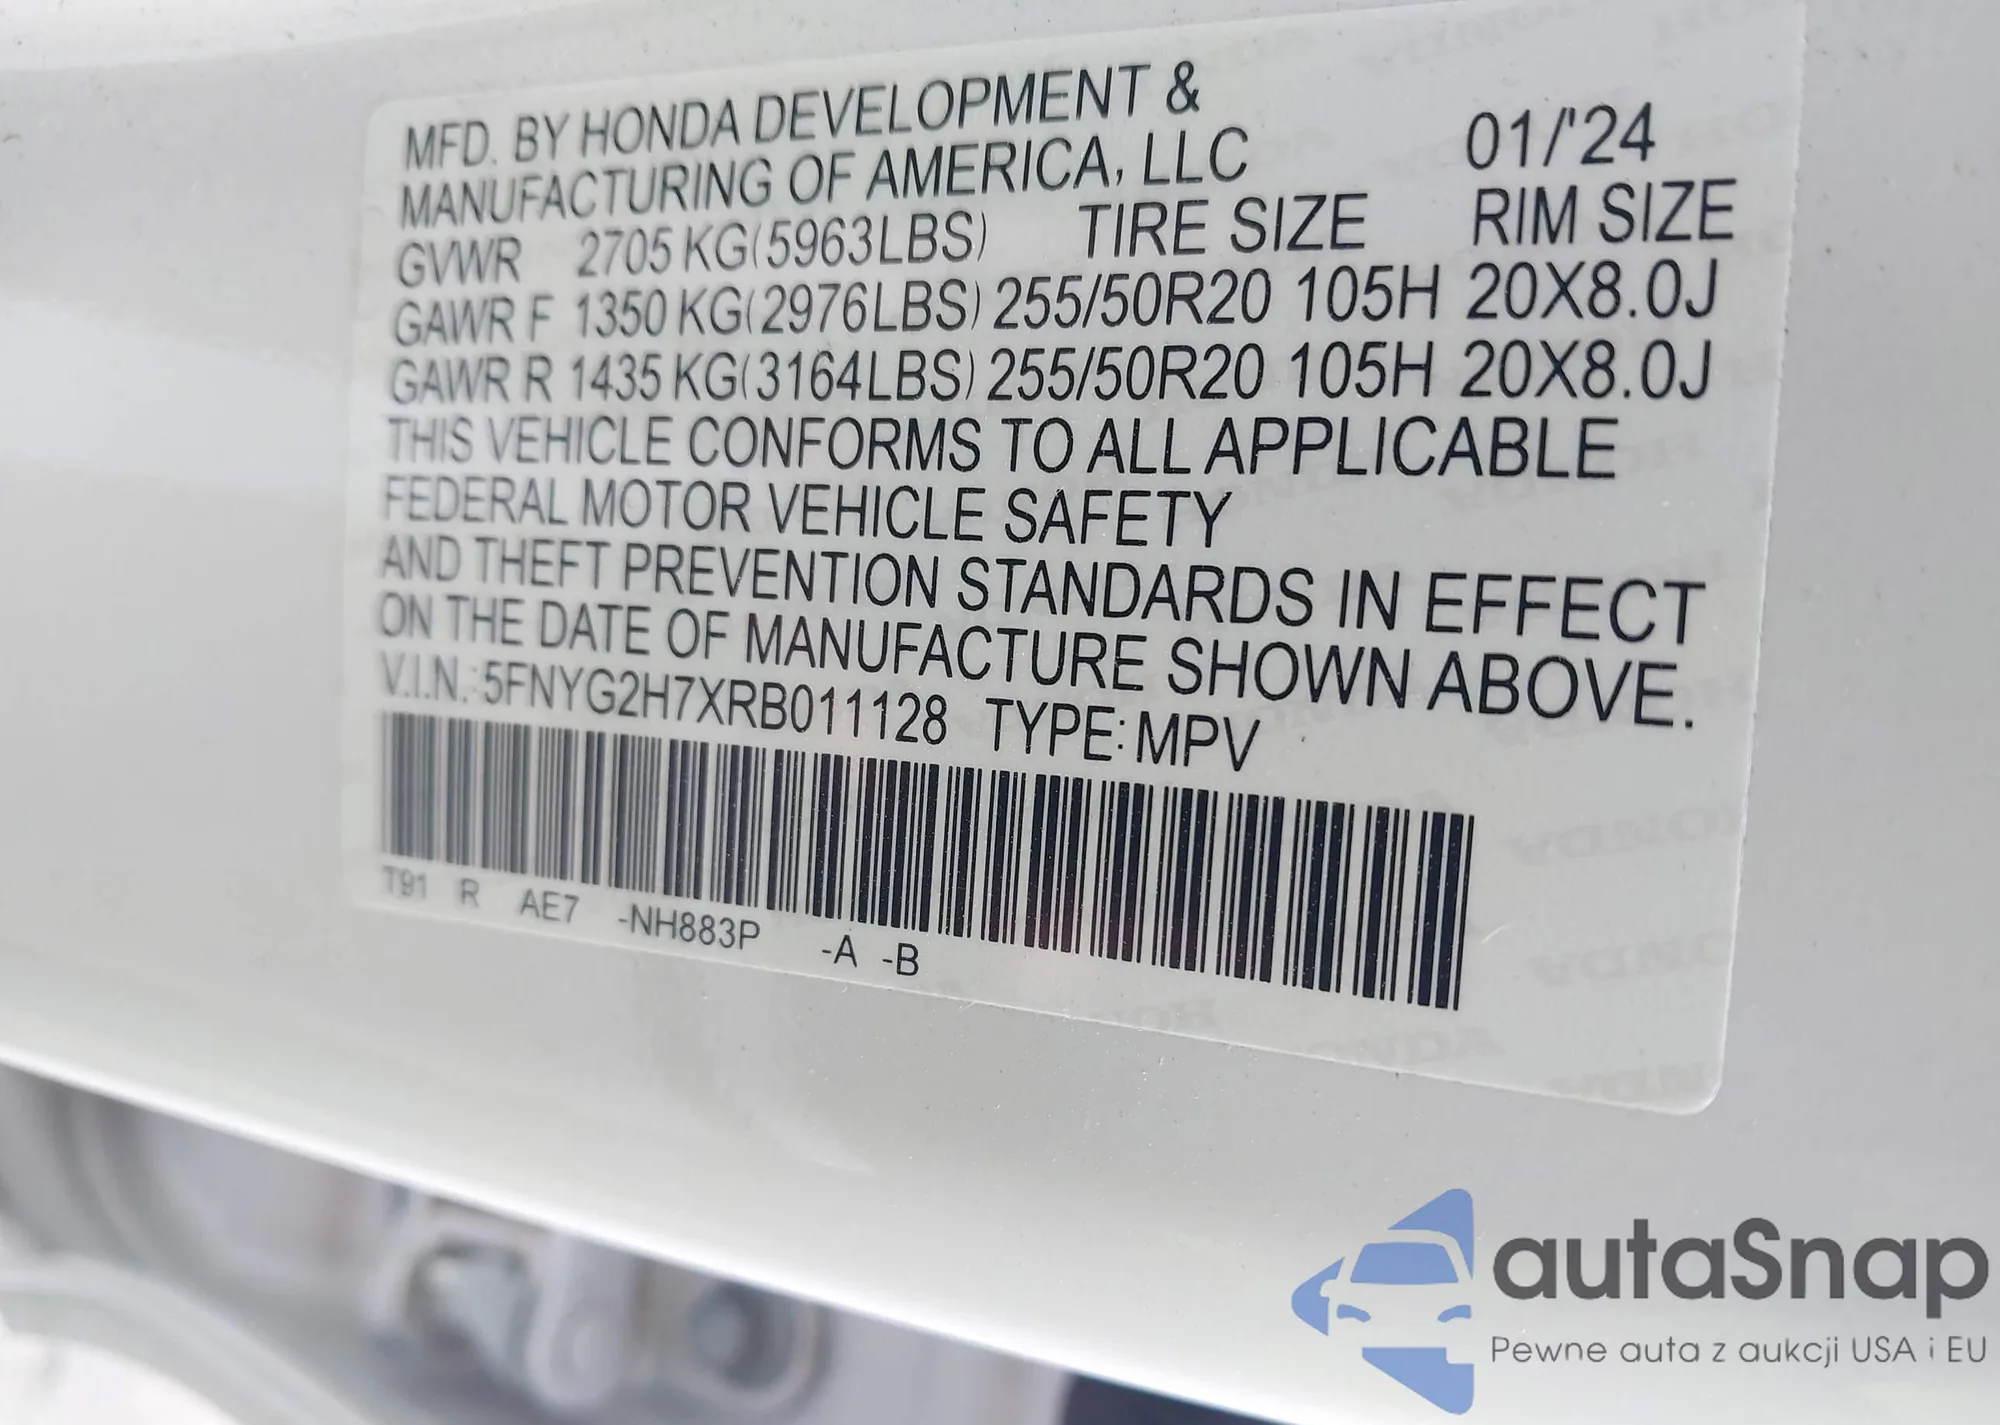 MFD. BY HONDA DEVELOPMENT &
MANUFACTURING OF AMERICA, LLC 01/'24
GVWR 2705 KG(5963LBS) TIRE SIZE RIM SIZE
GAWR F 1350 KG(2976LBS) 255/50R20 105H 20X8.0J
GAWR R 1435 KG(3164LBS) 255/50R20 105H 20X8.0J
THIS VEHICLE CONFORMS TO ALL APPLICABLE
FEDERAL MOTOR VEHICLE SAFETY
AND THEFT PREVENTION STANDARDS IN EFFECT
ON THE DATE OF MANUFACTURE SHOWN ABOVE.
V.I.N.: 5FNYG2H7XRB011128 TYPE: MPV
T91 R AE7 -NH883P -A -B
HONDA
HONDA
HONDA
autaSnap
Pewne auta z aukcji USA i EU